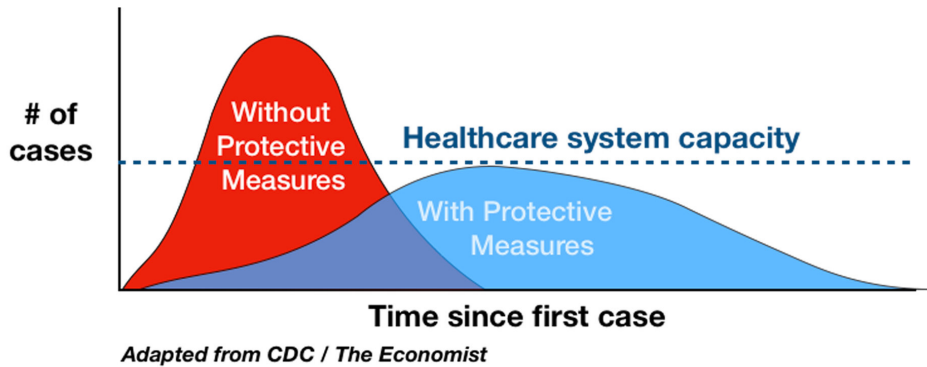 Without
Protective
Measures
# of
cases
Healthcare system capacity
With Protective
Measures
Time since first case
Adapted from CDC / The Economist